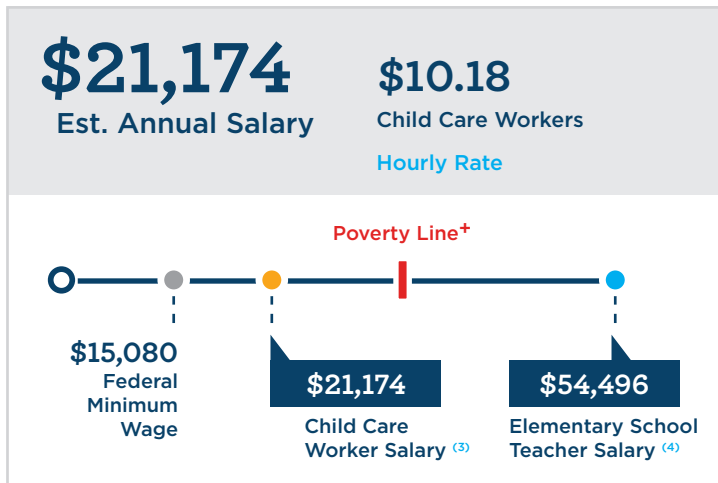 $21,174
Est. Annual Salary
$10.18
Child Care Workers
Hourly Rate
Poverty Line+
$15,080
Federal
Minimum
Wage
$21,174
Child Care
Worker Salary (3)
$54,496
Elementary School
Teacher Salary (4)